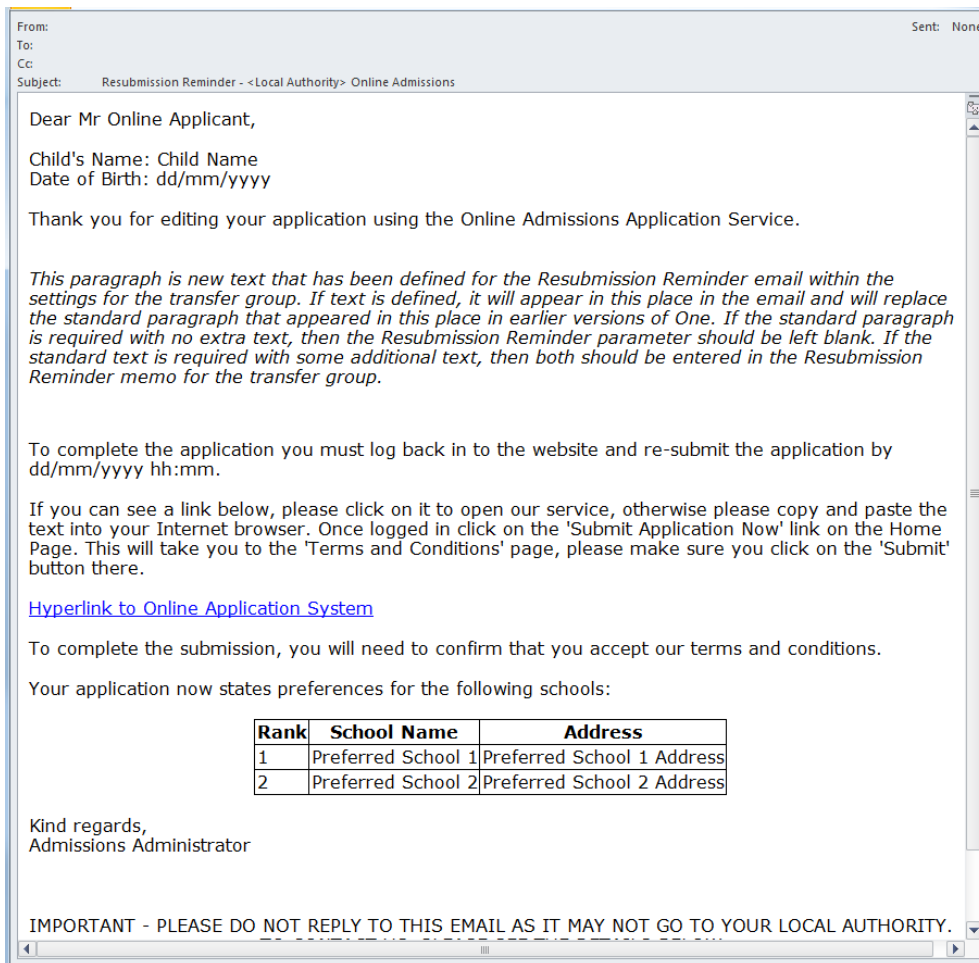 From:
Sent: None
To:
Cc:
Subject: Resubmission Reminder - <Local Authority> Online Admissions
Dear Mr Online Applicant,
Child's Name: Child Name
Date of Birth: dd/mm/yyyy
Thank you for editing your application using the Online Admissions Application Service.
This paragraph is new text that has been defined for the Resubmission Reminder email within the
settings for the transfer group. If text is defined, it will appear in this place in the email and will replace
the standard paragraph that appeared in this place in earlier versions of One. If the standard paragraph
is required with no extra text, then the Resubmission Reminder parameter should be left blank. If the
standard text is required with some additional text, then both should be entered in the Resubmission
Reminder memo for the transfer group.
To complete the application you must log back in to the website and re-submit the application by
dd/mm/yyyy hh:mm.
If you can see a link below, please click on it to open our service, otherwise please copy and paste the
text into your Internet browser. Once logged in click on the 'Submit Application Now' link on the Home
Page. This will take you to the 'Terms and Conditions' page, please make sure you click on the 'Submit'
button there.
Hyperlink to Online Application System
To complete the submission, you will need to confirm that you accept our terms and conditions.
Your application now states preferences for the following schools:
Rank School Name Address
1 Preferred School 1 Preferred School 1 Address
2 Preferred School 2 Preferred School 2 Address
Kind regards,
Admissions Administrator
IMPORTANT - PLEASE DO NOT REPLY TO THIS EMAIL AS IT MAY NOT GO TO YOUR LOCAL AUTHORITY.